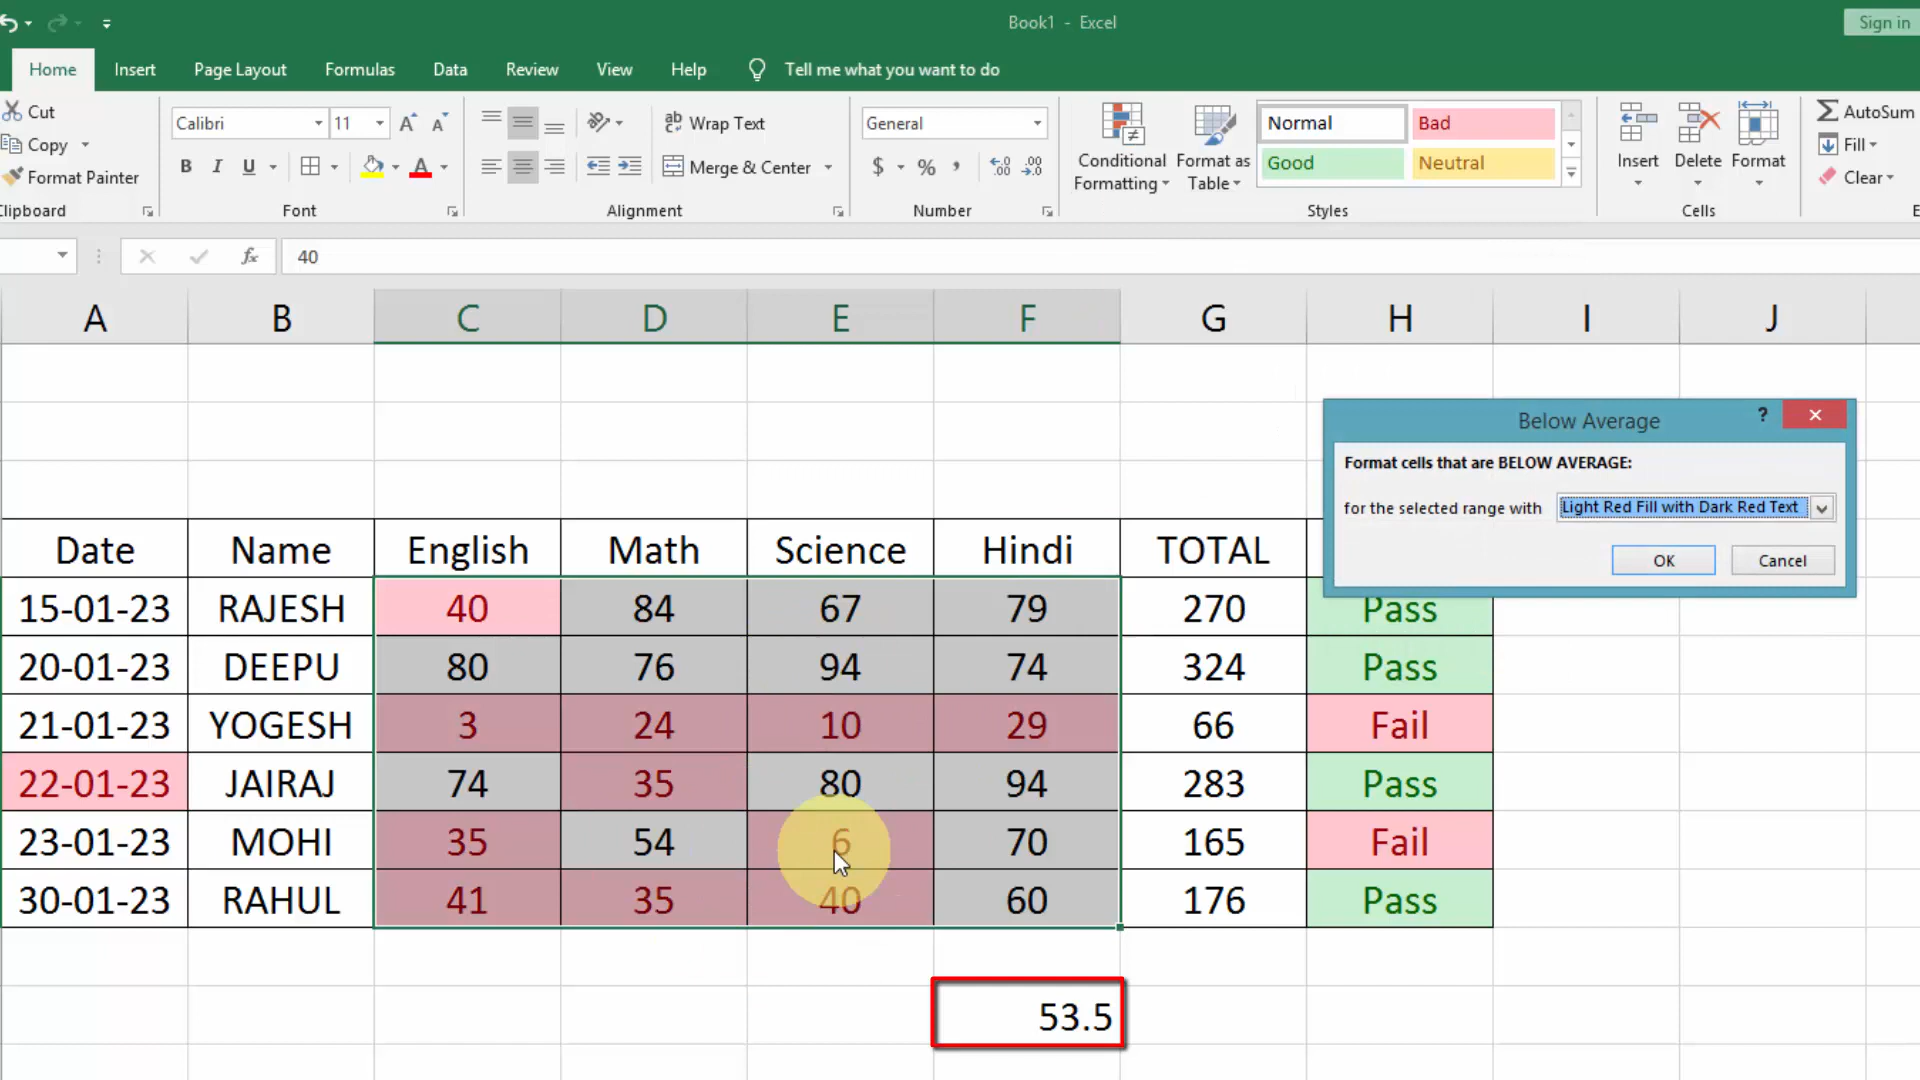 Book1 - Excel
Sign in
Home Insert Page Layout Formulas Data Review View Help Tell me what you want to do
Cut
Copy
Format Painter
Clipboard
Calibri 11
B I U A
Font
Wrap Text
Merge & Center
Alignment
General
$ % ,
Number
Conditional Formatting
Format as Table
Normal Bad
Good Neutral
Styles
Insert Delete Format
Cells
AutoSum
Fill
Clear
fx 40
A B C D E F G H I J
Below Average ?
Format cells that are BELOW AVERAGE:
for the selected range with Light Red Fill with Dark Red Text
OK Cancel
Date Name English Math Science Hindi TOTAL
15-01-23 RAJESH 40 84 67 79 270 Pass
20-01-23 DEEPU 80 76 94 74 324 Pass
21-01-23 YOGESH 3 24 10 29 66 Fail
22-01-23 JAIRAJ 74 35 80 94 283 Pass
23-01-23 MOHI 35 54 6 70 165 Fail
30-01-23 RAHUL 41 35 40 60 176 Pass
53.5